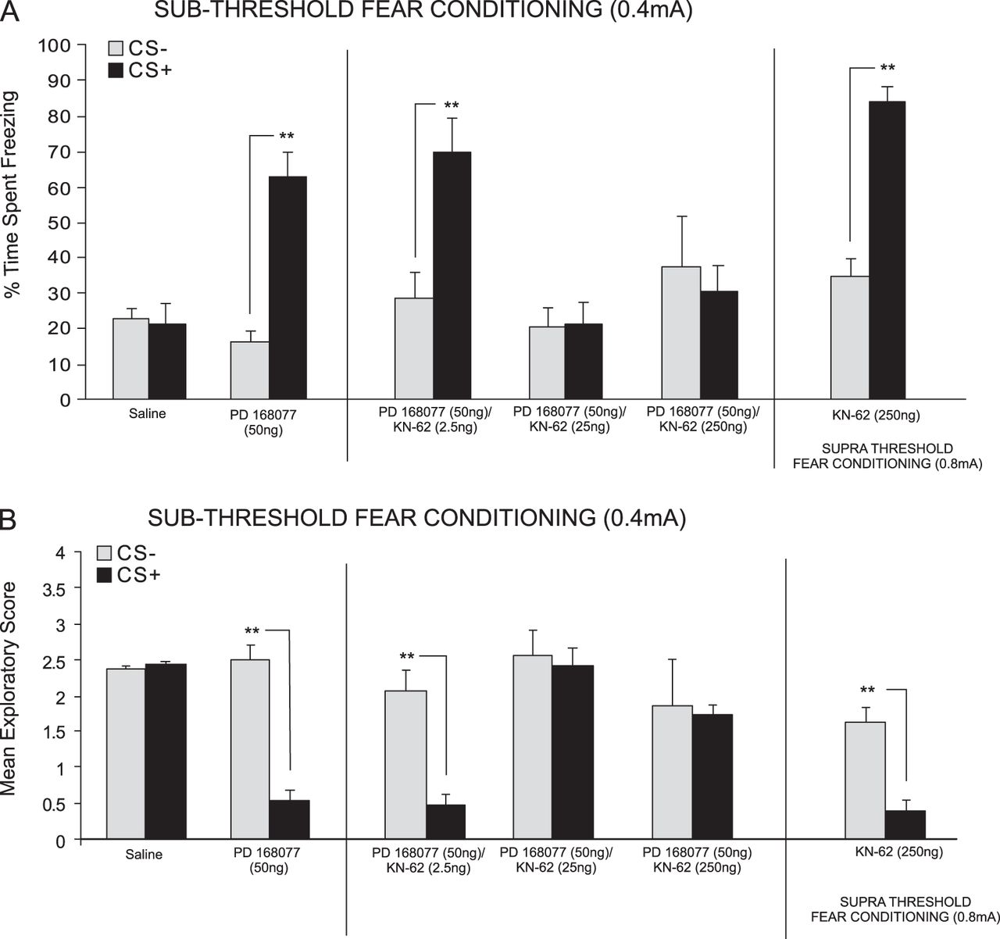 A
SUB-THRESHOLD FEAR CONDITIONING (0.4mA)
CS-
CS+
% Time Spent Freezing
100
90
80
70
60
50
40
30
20
10
0
**
**
**
Saline
PD 168077
(50ng)
PD 168077 (50ng)/
KN-62 (2.5ng)
PD 168077 (50ng)/
KN-62 (25ng)
PD 168077 (50ng)/
KN-62 (250ng)
KN-62 (250ng)
SUPRA THRESHOLD
FEAR CONDITIONING (0.8mA)
B
SUB-THRESHOLD FEAR CONDITIONING (0.4mA)
CS-
CS+
Mean Exploratory Score
4
3.5
3
2.5
2
1.5
1
0.5
0
**
**
**
Saline
PD 168077
(50ng)
PD 168077 (50ng)/
KN-62 (2.5ng)
PD 168077 (50ng)/
KN-62 (25ng)
PD 168077 (50ng)
KN-62 (250ng)
KN-62 (250ng)
SUPRA THRESHOLD
FEAR CONDITIONING (0.8mA)